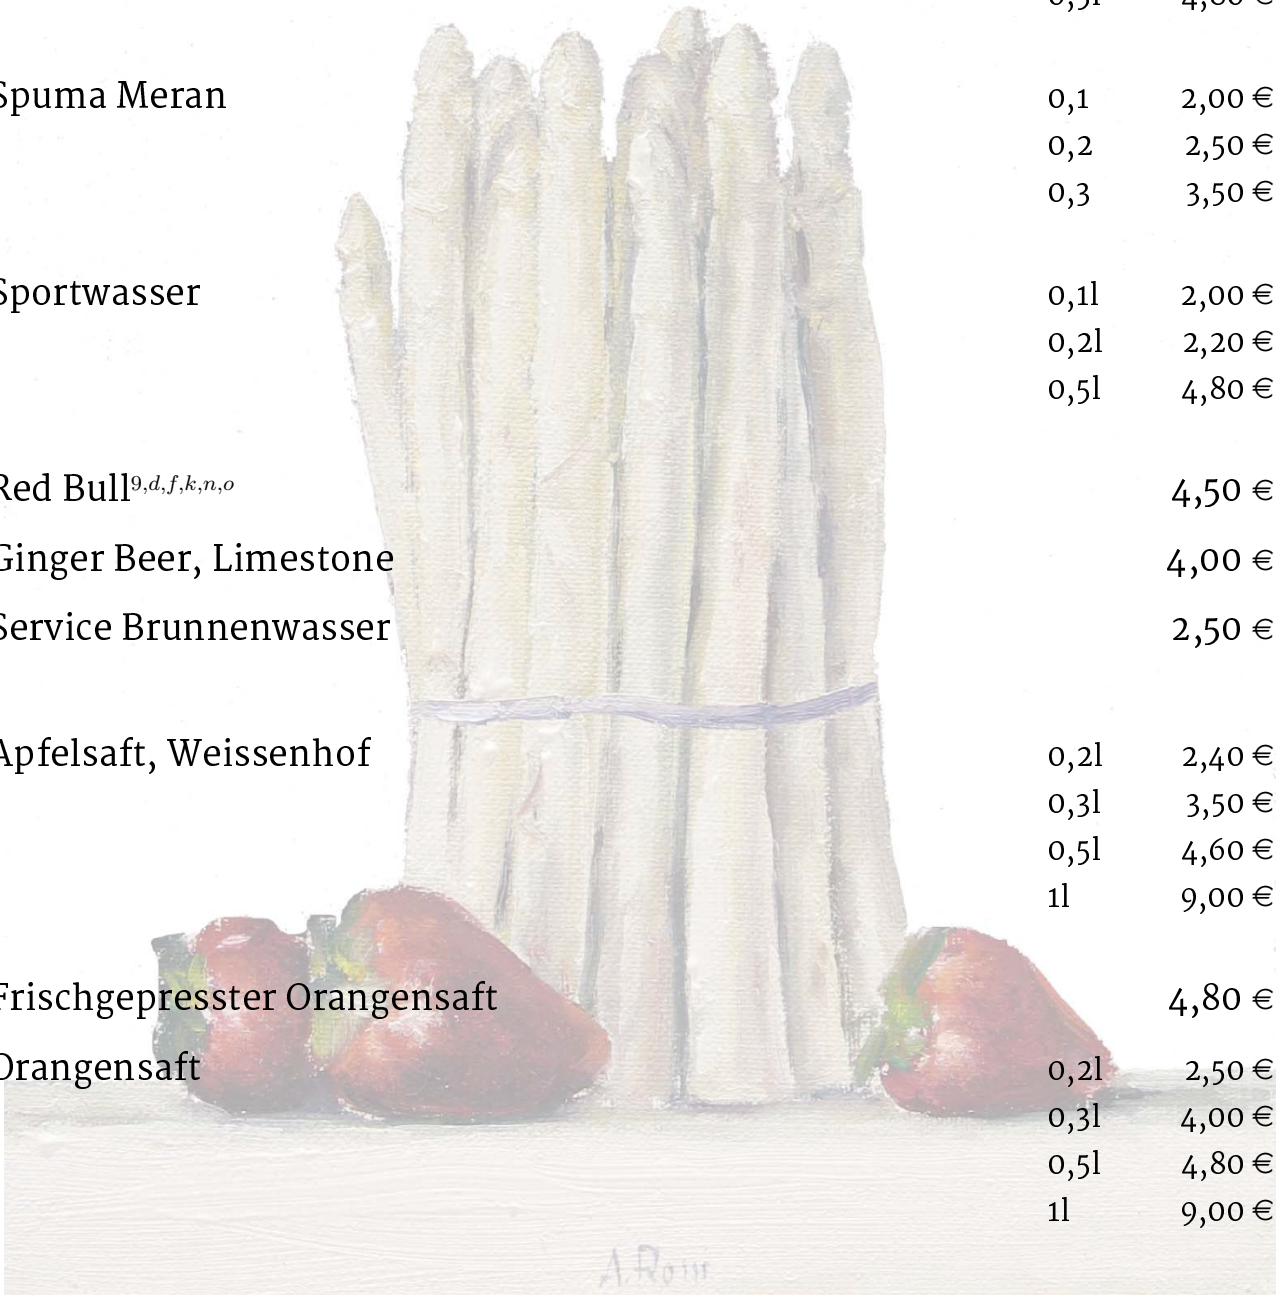 Spuma Meran 0,1 2,00 €
0,2 2,50 €
0,3 3,50 €
Sportwasser 0,1l 2,00 €
0,2l 2,20 €
0,5l 4,80 €
Red Bull9,d,f,k,n,o 4,50 €
Ginger Beer, Limestone 4,00 €
Service Brunnenwasser 2,50 €
Apfelsaft, Weissenhof 0,2l 2,40 €
0,3l 3,50 €
0,5l 4,60 €
1l 9,00 €
Frischgepresster Orangensaft 4,80 €
Orangensaft 0,2l 2,50 €
0,3l 4,00 €
0,5l 4,80 €
1l 9,00 €